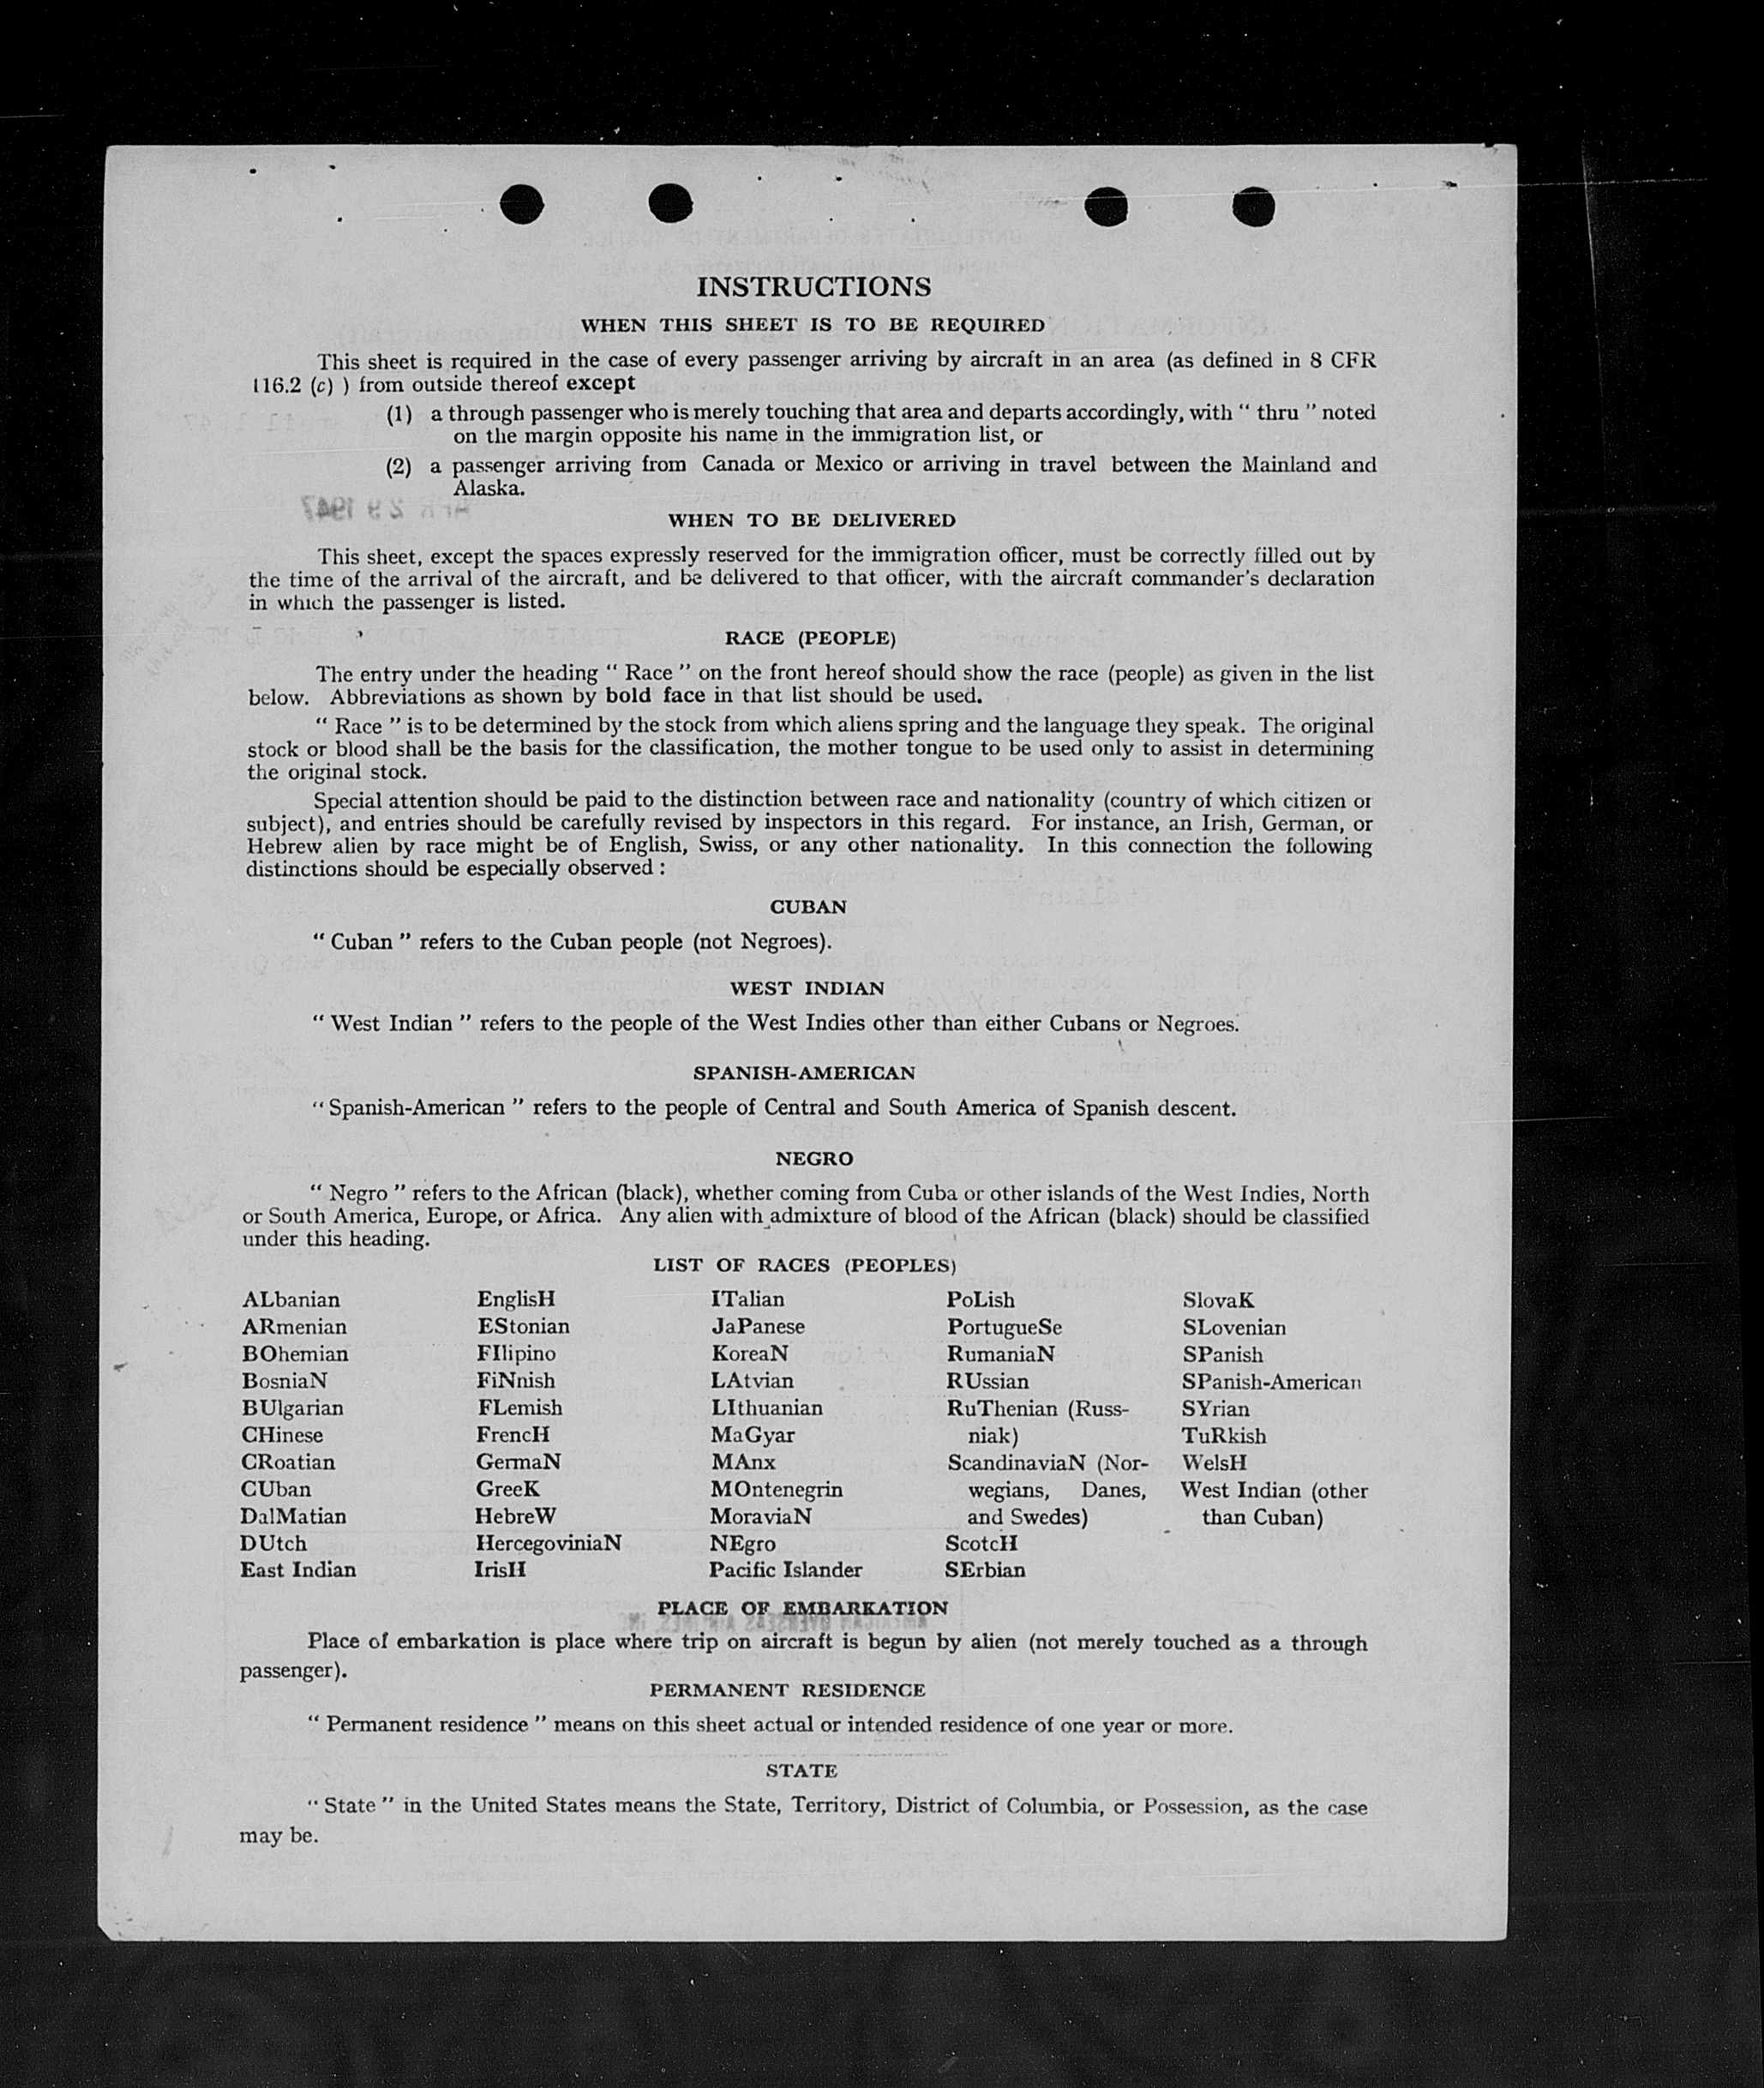 INSTRUCTIONS
WHEN THIS SHEET IS TO BE REQUIRED
This sheet is required in the case of every passenger arriving by aircraft in an area (as defined in 8 CFR
116.2 (c) ) from outside thereof except
(1) a through passenger who is merely touching that area and departs accordingly, with “ thru ” noted
on the margin opposite his name in the immigration list, or
(2) a passenger arriving from Canada or Mexico or arriving in travel between the Mainland and
Alaska.
APR 29 1947
WHEN TO BE DELIVERED
This sheet, except the spaces expressly reserved for the immigration officer, must be correctly filled out by
the time of the arrival of the aircraft, and be delivered to that officer, with the aircraft commander's declaration
in which the passenger is listed.
RACE (PEOPLE)
The entry under the heading “ Race ” on the front hereof should show the race (people) as given in the list
below. Abbreviations as shown by bold face in that list should be used.
“ Race ” is to be determined by the stock from which aliens spring and the language they speak. The original
stock or blood shall be the basis for the classification, the mother tongue to be used only to assist in determining
the original stock.
Special attention should be paid to the distinction between race and nationality (country of which citizen or
subject), and entries should be carefully revised by inspectors in this regard. For instance, an Irish, German, or
Hebrew alien by race might be of English, Swiss, or any other nationality. In this connection the following
distinctions should be especially observed :
CUBAN
“ Cuban ” refers to the Cuban people (not Negroes).
WEST INDIAN
“ West Indian ” refers to the people of the West Indies other than either Cubans or Negroes.
SPANISH-AMERICAN
“ Spanish-American ” refers to the people of Central and South America of Spanish descent.
NEGRO
“ Negro ” refers to the African (black), whether coming from Cuba or other islands of the West Indies, North
or South America, Europe, or Africa. Any alien with admixture of blood of the African (black) should be classified
under this heading.
LIST OF RACES (PEOPLES)
ALbanian
ARmenian
BOhemian
BosniaN
BUlgarian
CHinese
CRoatian
CUban
DalMatian
DUtch
East Indian
EnglisH
EStonian
FIlipino
FiNnish
FLemish
FrencH
GermaN
GreeK
HebreW
HercegoviniaN
IrisH
ITalian
JaPanese
KoreaN
LAtvian
LIthuanian
MaGyar
MAnx
MOntenegrin
MoraviaN
NEgro
Pacific Islander
PoLish
PortugueSe
RumaniaN
RUssian
RuThenian (Russ-
niak)
ScandinaviaN (Nor-
wegians, Danes,
and Swedes)
ScotcH
SErbian
SlovaK
SLovenian
SPanish
SPanish-American
SYrian
TuRkish
WelsH
West Indian (other
than Cuban)
PLACE OF EMBARKATION
Place of embarkation is place where trip on aircraft is begun by alien (not merely touched as a through
passenger).
PERMANENT RESIDENCE
“ Permanent residence ” means on this sheet actual or intended residence of one year or more.
STATE
“ State ” in the United States means the State, Territory, District of Columbia, or Possession, as the case
may be.